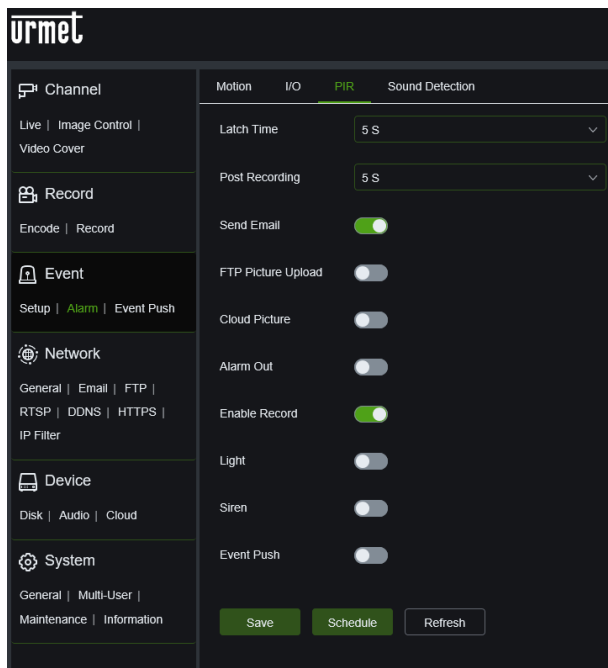 urmet
Channel
Live | Image Control |
Video Cover
Record
Encode | Record
Event
Setup | Alarm | Event Push
Network
General | Email | FTP |
RTSP | DDNS | HTTPS |
IP Filter
Device
Disk | Audio | Cloud
System
General | Multi-User |
Maintenance | Information
Motion I/O PIR Sound Detection
Latch Time 5 S
Post Recording 5 S
Send Email
FTP Picture Upload
Cloud Picture
Alarm Out
Enable Record
Light
Siren
Event Push
Save Schedule Refresh